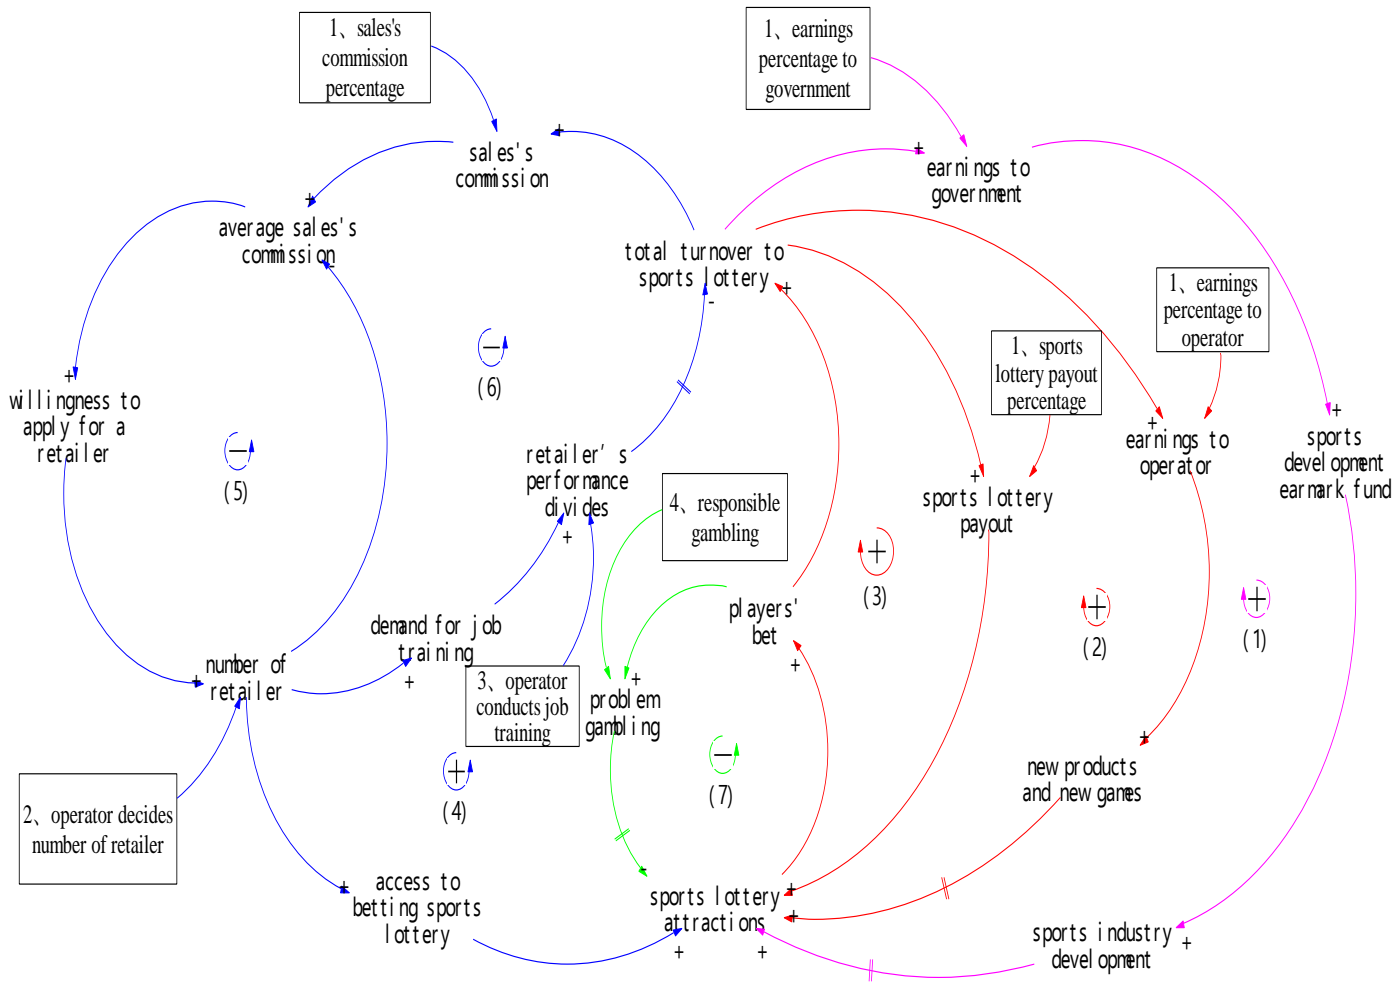 1、sales's
commission
percentage
1、earnings
percentage to
government
+
sales's
commission
+
earnings to
government
+
average sales's
commission
-
total turnover to
sports lottery
-
+
1、earnings
percentage to
operator
1、sports
lottery payout
percentage
−
(6)
+
willingness to
apply for a
retailer
−
(5)
retailer's
performance
divides
+
4、responsible
gambling
+
sports lottery
payout
+
earnings to
operator
+
sports
development
earmark fund
+
(3)
+
(2)
+
(1)
players'
bet
+
demand for job
training
+
3、operator
conducts job
training
+
number of
retailer
+
problem
gambling
−
(7)
+
(4)
2、operator decides
number of retailer
+
new products
and new games
+
access to
betting sports
lottery
-
sports lottery
attractions
+
+
+
+
sports industry
development
+